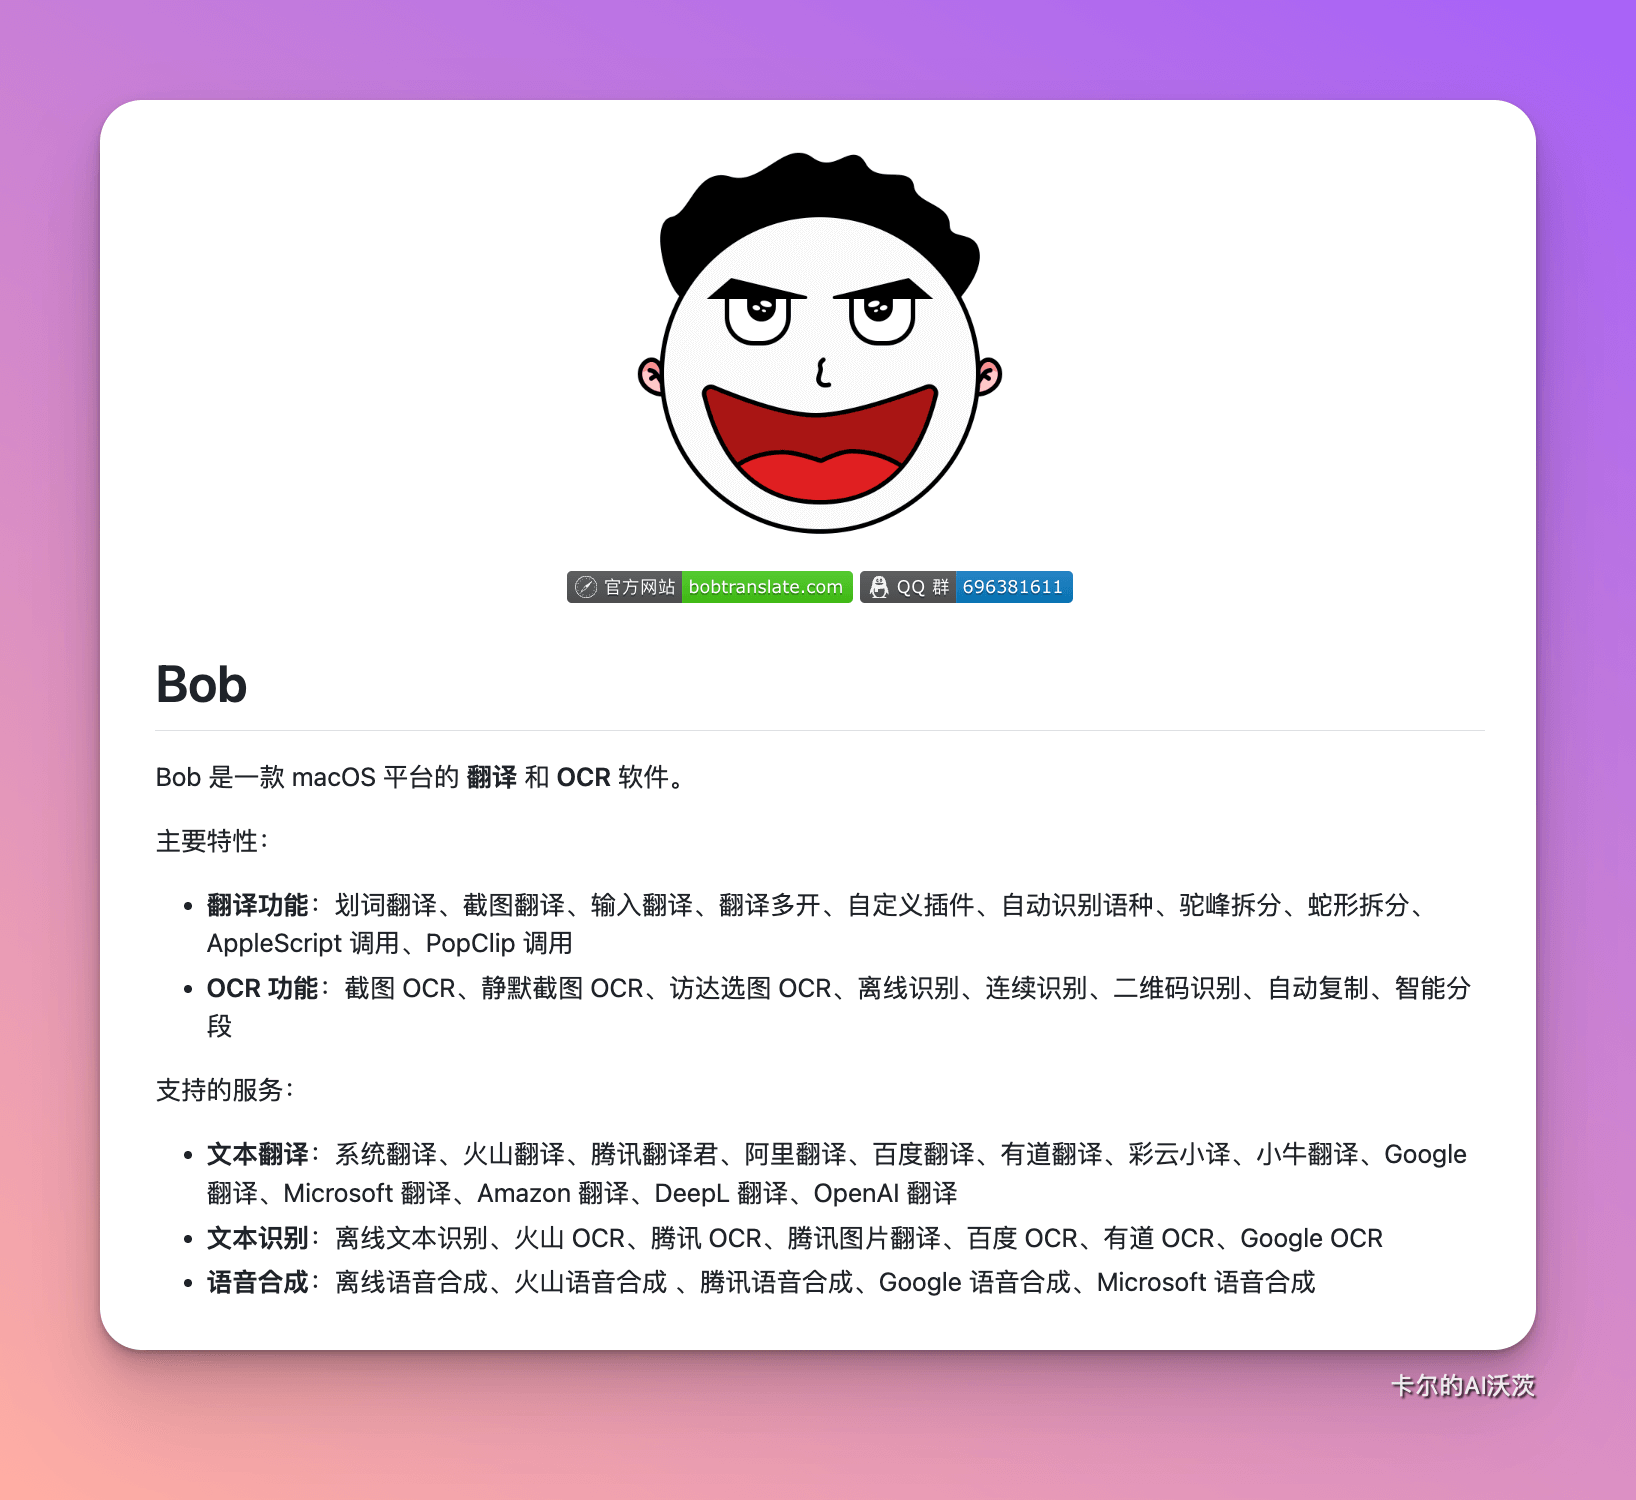 官方网站 bobtranslate.com QQ 群 696381611
Bob
Bob 是一款 macOS 平台的 翻译 和 OCR 软件。
主要特性：
• 翻译功能：划词翻译、截图翻译、输入翻译、翻译多开、自定义插件、自动识别语种、驼峰拆分、蛇形拆分、
AppleScript 调用、PopClip 调用
• OCR 功能：截图 OCR、静默截图 OCR、访达选图 OCR、离线识别、连续识别、二维码识别、自动复制、智能分
段
支持的服务：
• 文本翻译：系统翻译、火山翻译、腾讯翻译君、阿里翻译、百度翻译、有道翻译、彩云小译、小牛翻译、Google
翻译、Microsoft 翻译、Amazon 翻译、DeepL 翻译、OpenAI 翻译
• 文本识别：离线文本识别、火山 OCR、腾讯 OCR、腾讯图片翻译、百度 OCR、有道 OCR、Google OCR
• 语音合成：离线语音合成、火山语音合成 、腾讯语音合成、Google 语音合成、Microsoft 语音合成
卡尔的AI沃茨